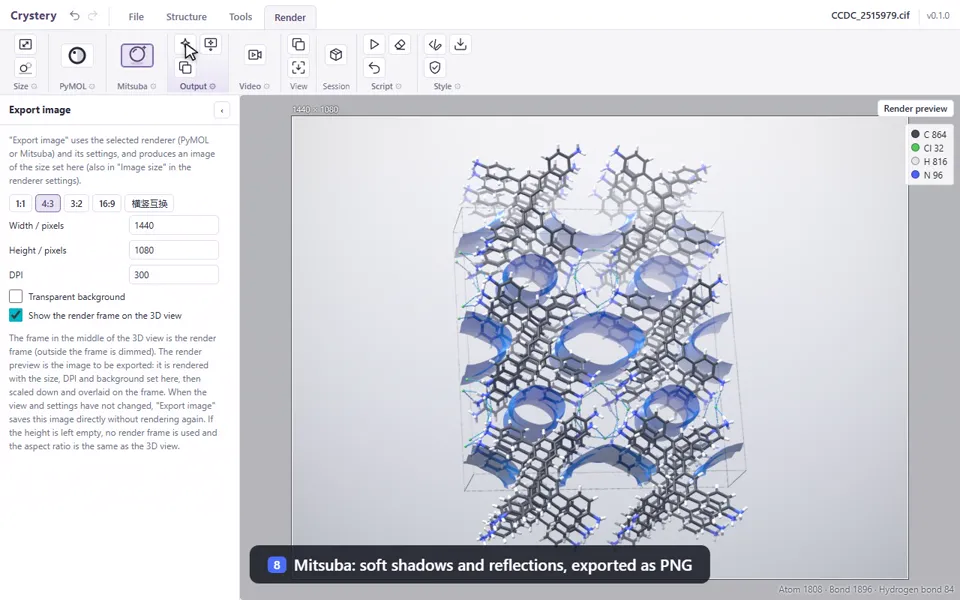 Crystery
File
Structure
Tools
Render
CCDC_2515979.cif
v0.1.0
Size
PyMOL
Mitsuba
Output
Video
View
Session
Script
Style
Export image
"Export image" uses the selected renderer (PyMOL
or Mitsuba) and its settings, and produces an image
of the size set here (also in "Image size" in the
renderer settings).
1:1
4:3
3:2
16:9
横竖互换
Width / pixels
1440
Height / pixels
1080
DPI
300
Transparent background
Show the render frame on the 3D view
The frame in the middle of the 3D view is the render
frame (outside the frame is dimmed). The render
preview is the image to be exported: it is rendered
with the size, DPI and background set here, then
scaled down and overlaid on the frame. When the
view and settings have not changed, "Export image"
saves this image directly without rendering again. If
the height is left empty, no render frame is used and
the aspect ratio is the same as the 3D view.
1440 × 1080
Render preview
C 864
Cl 32
H 816
N 96
8 Mitsuba: soft shadows and reflections, exported as PNG
Atom 1808 · Bond 1896 · Hydrogen bond 84